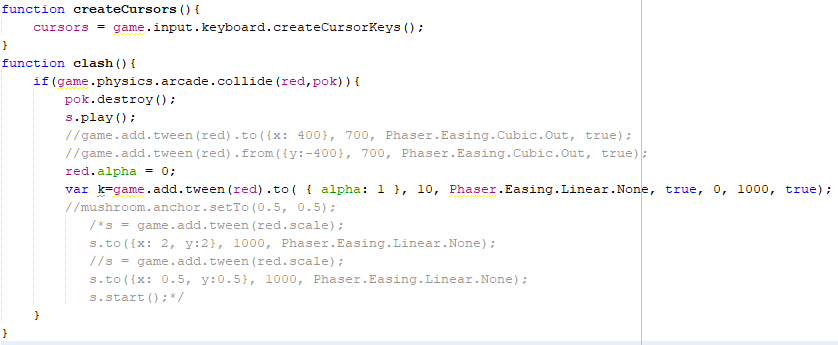 function createCursors(){
    cursors = game.input.keyboard.createCursorKeys();
}
function clash(){
    if(game.physics.arcade.collide(red,pok)){
        pok.destroy();
        s.play();
        //game.add.tween(red).to({x: 400}, 700, Phaser.Easing.Cubic.Out, true);
        //game.add.tween(red).from({y:-400}, 700, Phaser.Easing.Cubic.Out, true);
        red.alpha = 0;
        var k=game.add.tween(red).to( { alpha: 1 }, 10, Phaser.Easing.Linear.None, true, 0, 1000, true);
        //mushroom.anchor.setTo(0.5, 0.5);
           /*s = game.add.tween(red.scale);
           s.to({x: 2, y:2}, 1000, Phaser.Easing.Linear.None);
           //s = game.add.tween(red.scale);
           s.to({x: 0.5, y:0.5}, 1000, Phaser.Easing.Linear.None);
           s.start();*/
    }
}